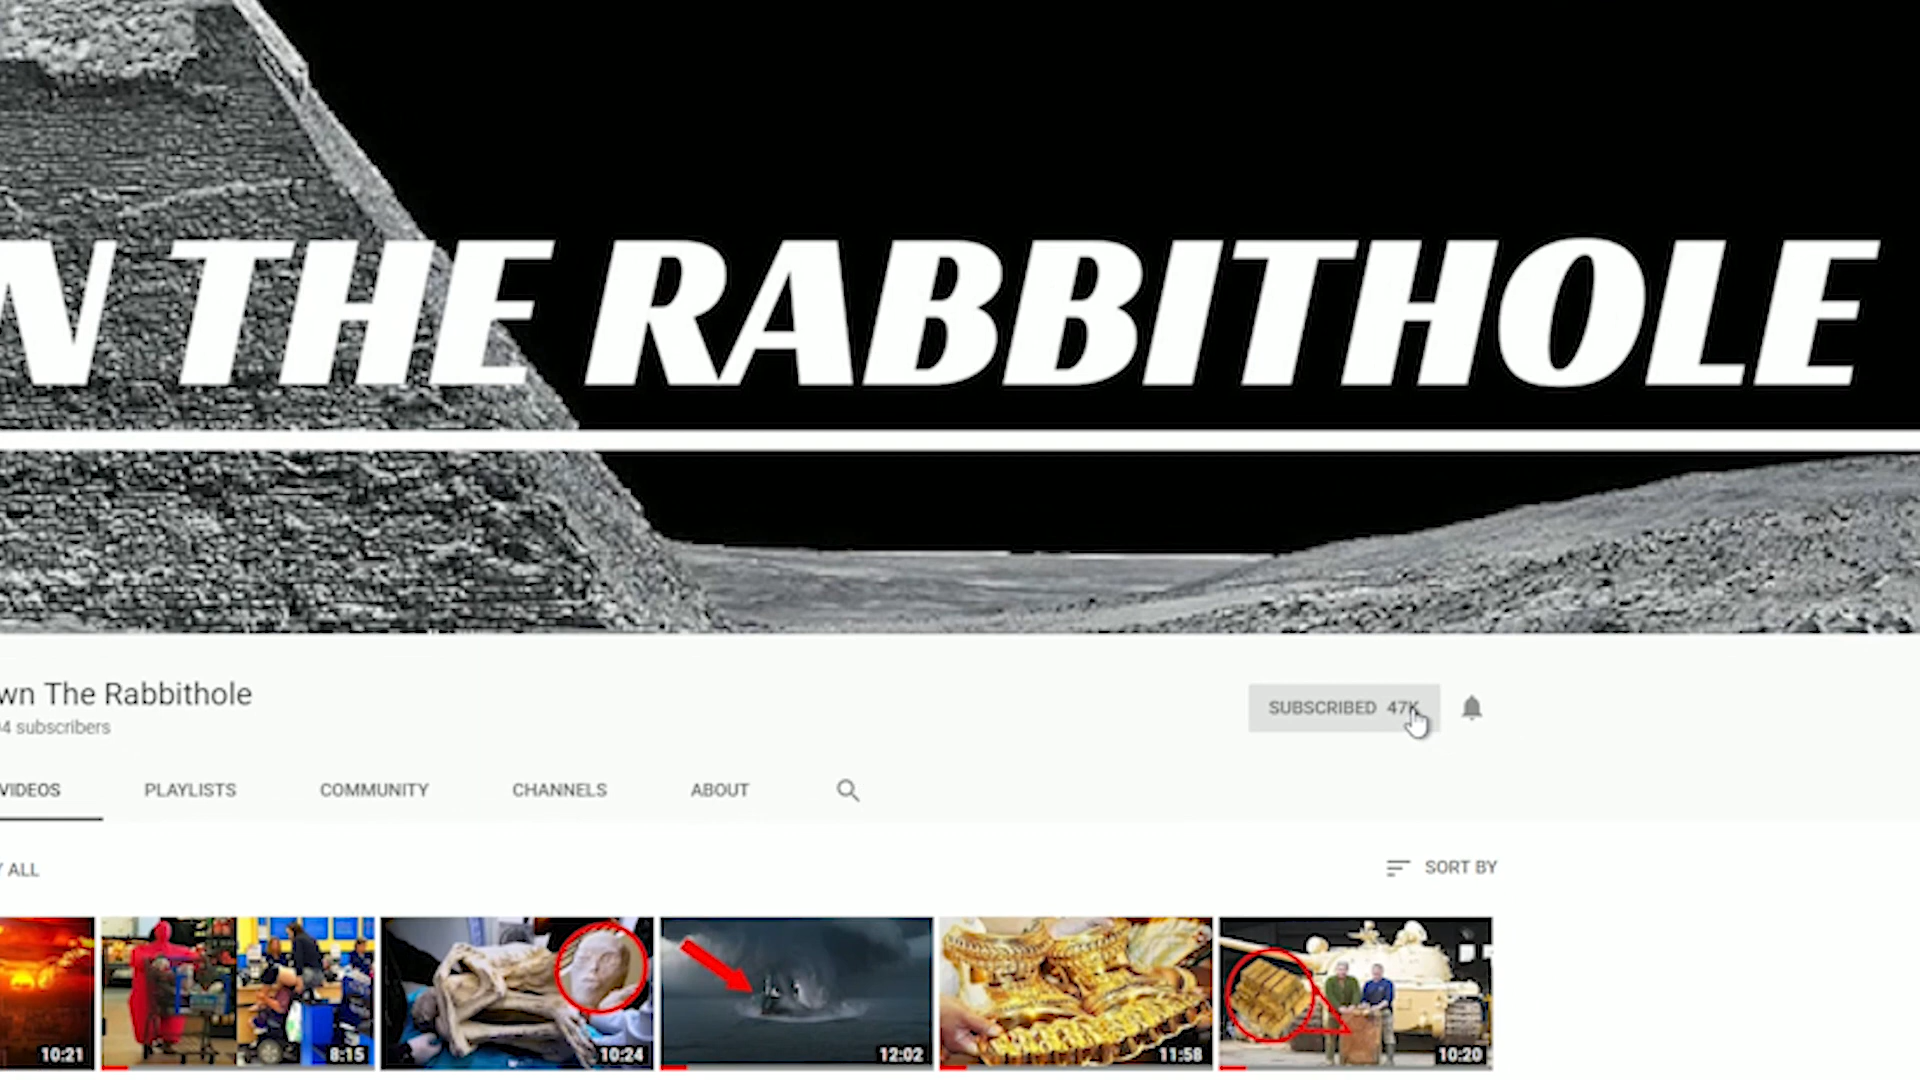 N THE RABBITHOLE
wn The Rabbithole
4 subscribers
SUBSCRIBED 47K
VIDEOS PLAYLISTS COMMUNITY CHANNELS ABOUT
Y ALL
SORT BY
10:21 8:15 10:24 12:02 11:58 10:20